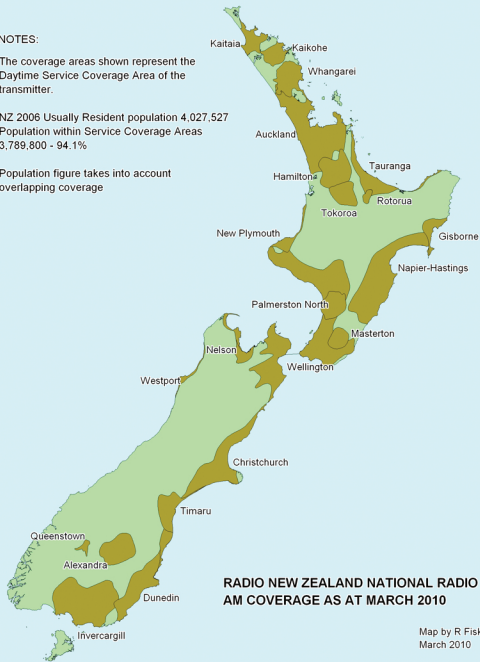 NOTES:
The coverage areas shown represent the
Daytime Service Coverage Area of the
transmitter.
NZ 2006 Usually Resident population 4,027,527
Population within Service Coverage Areas
3,789,800 - 94.1%
Population figure takes into account
overlapping coverage
Kaitaia
Kaikohe
Whangarei
Auckland
Tauranga
Hamilton
Rotorua
Tokoroa
New Plymouth
Gisborne
Napier-Hastings
Palmerston North
Masterton
Nelson
Wellington
Westport
Christchurch
Timaru
Queenstown
Alexandra
Dunedin
Invercargill
RADIO NEW ZEALAND NATIONAL RADIO
AM COVERAGE AS AT MARCH 2010
Map by R Fisk
March 2010